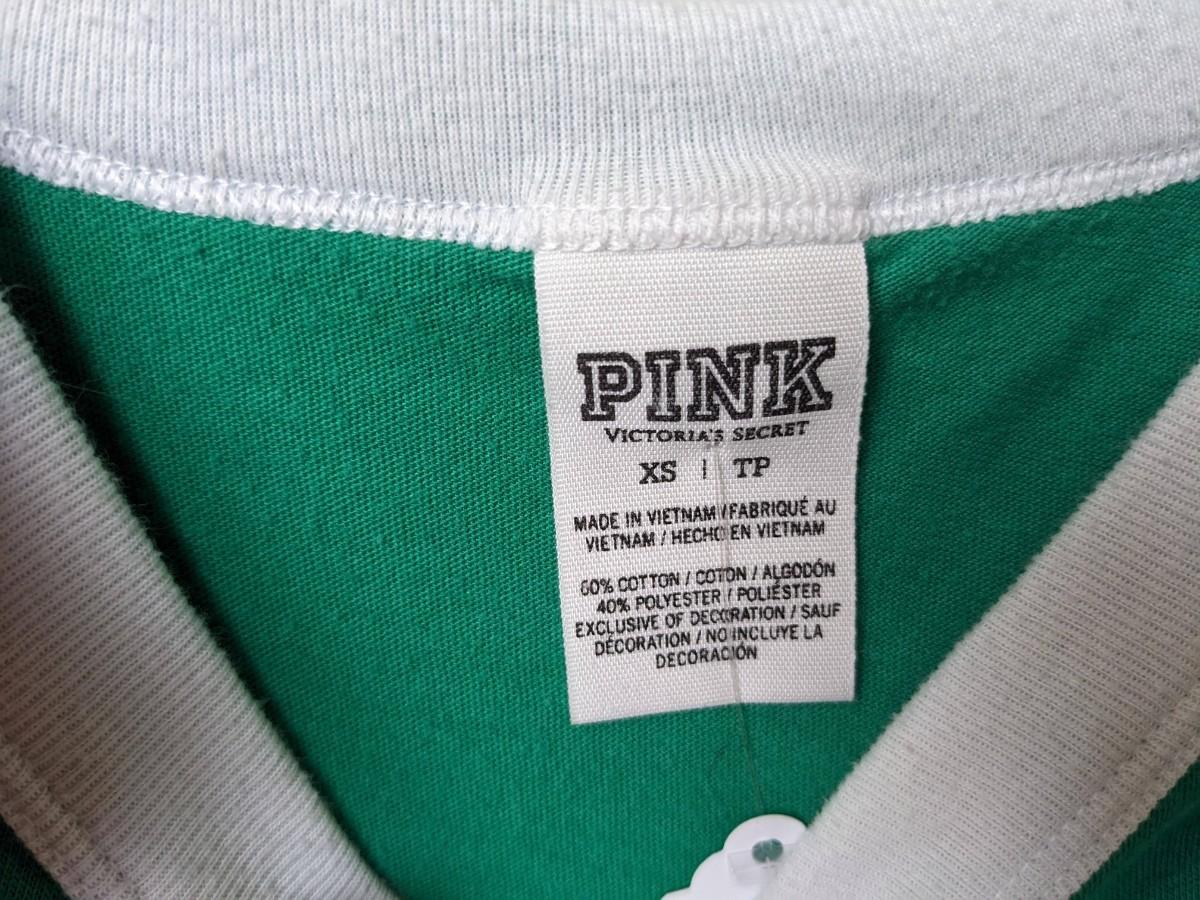 PINK
VICTORIA'S SECRET
XS | TP
MADE IN VIETNAM / FABRIQUÉ AU
VIETNAM / HECHO EN VIETNAM
60% COTTON / COTON / ALGODÓN
40% POLYESTER / POLIÉSTER
EXCLUSIVE OF DECORATION / SAUF
DÉCORATION / NO INCLUYE LA
DECORACIÓN